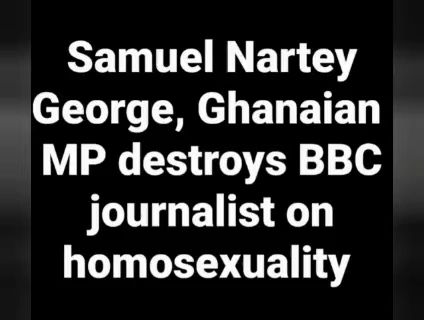 Samuel Nartey
George, Ghanaian
MP destroys BBC
journalist on
homosexuality